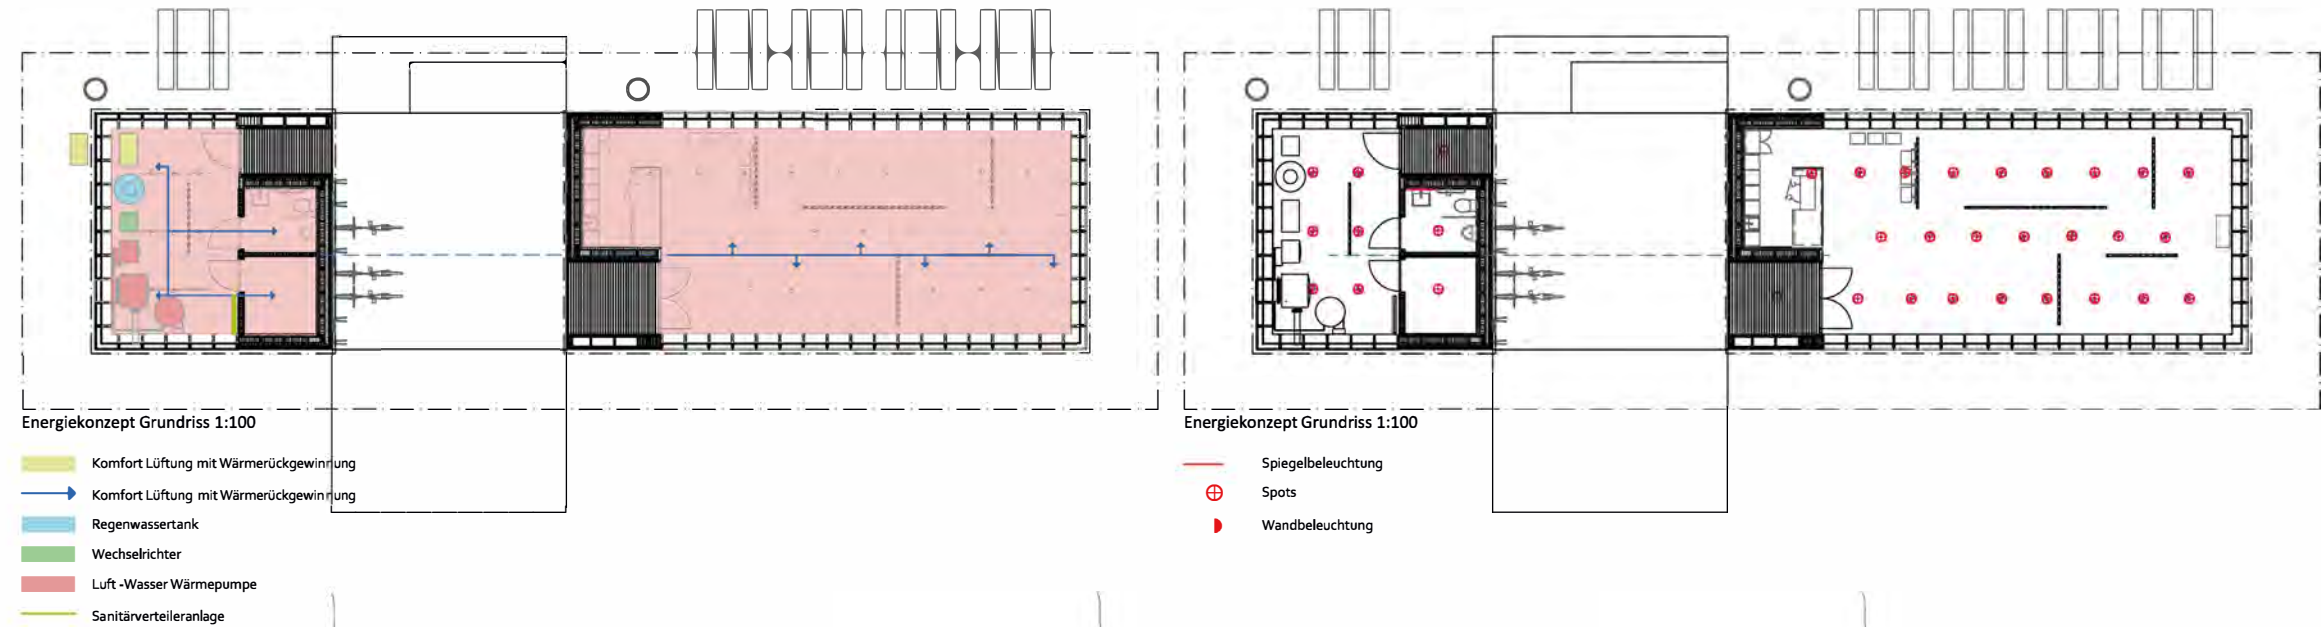 Energiekonzept Grundriss 1:100
Komfort Lüftung mit Wärmerückgewinnung
Komfort Lüftung mit Wärmerückgewinnung
Regenwassertank
Wechselrichter
Luft -Wasser Wärmepumpe
Sanitärverteileranlage
Energiekonzept Grundriss 1:100
Spiegelbeleuchtung
Spots
Wandbeleuchtung